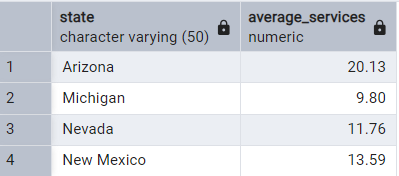 state average_services
character varying (50) numeric
1 Arizona 20.13
2 Michigan 9.80
3 Nevada 11.76
4 New Mexico 13.59